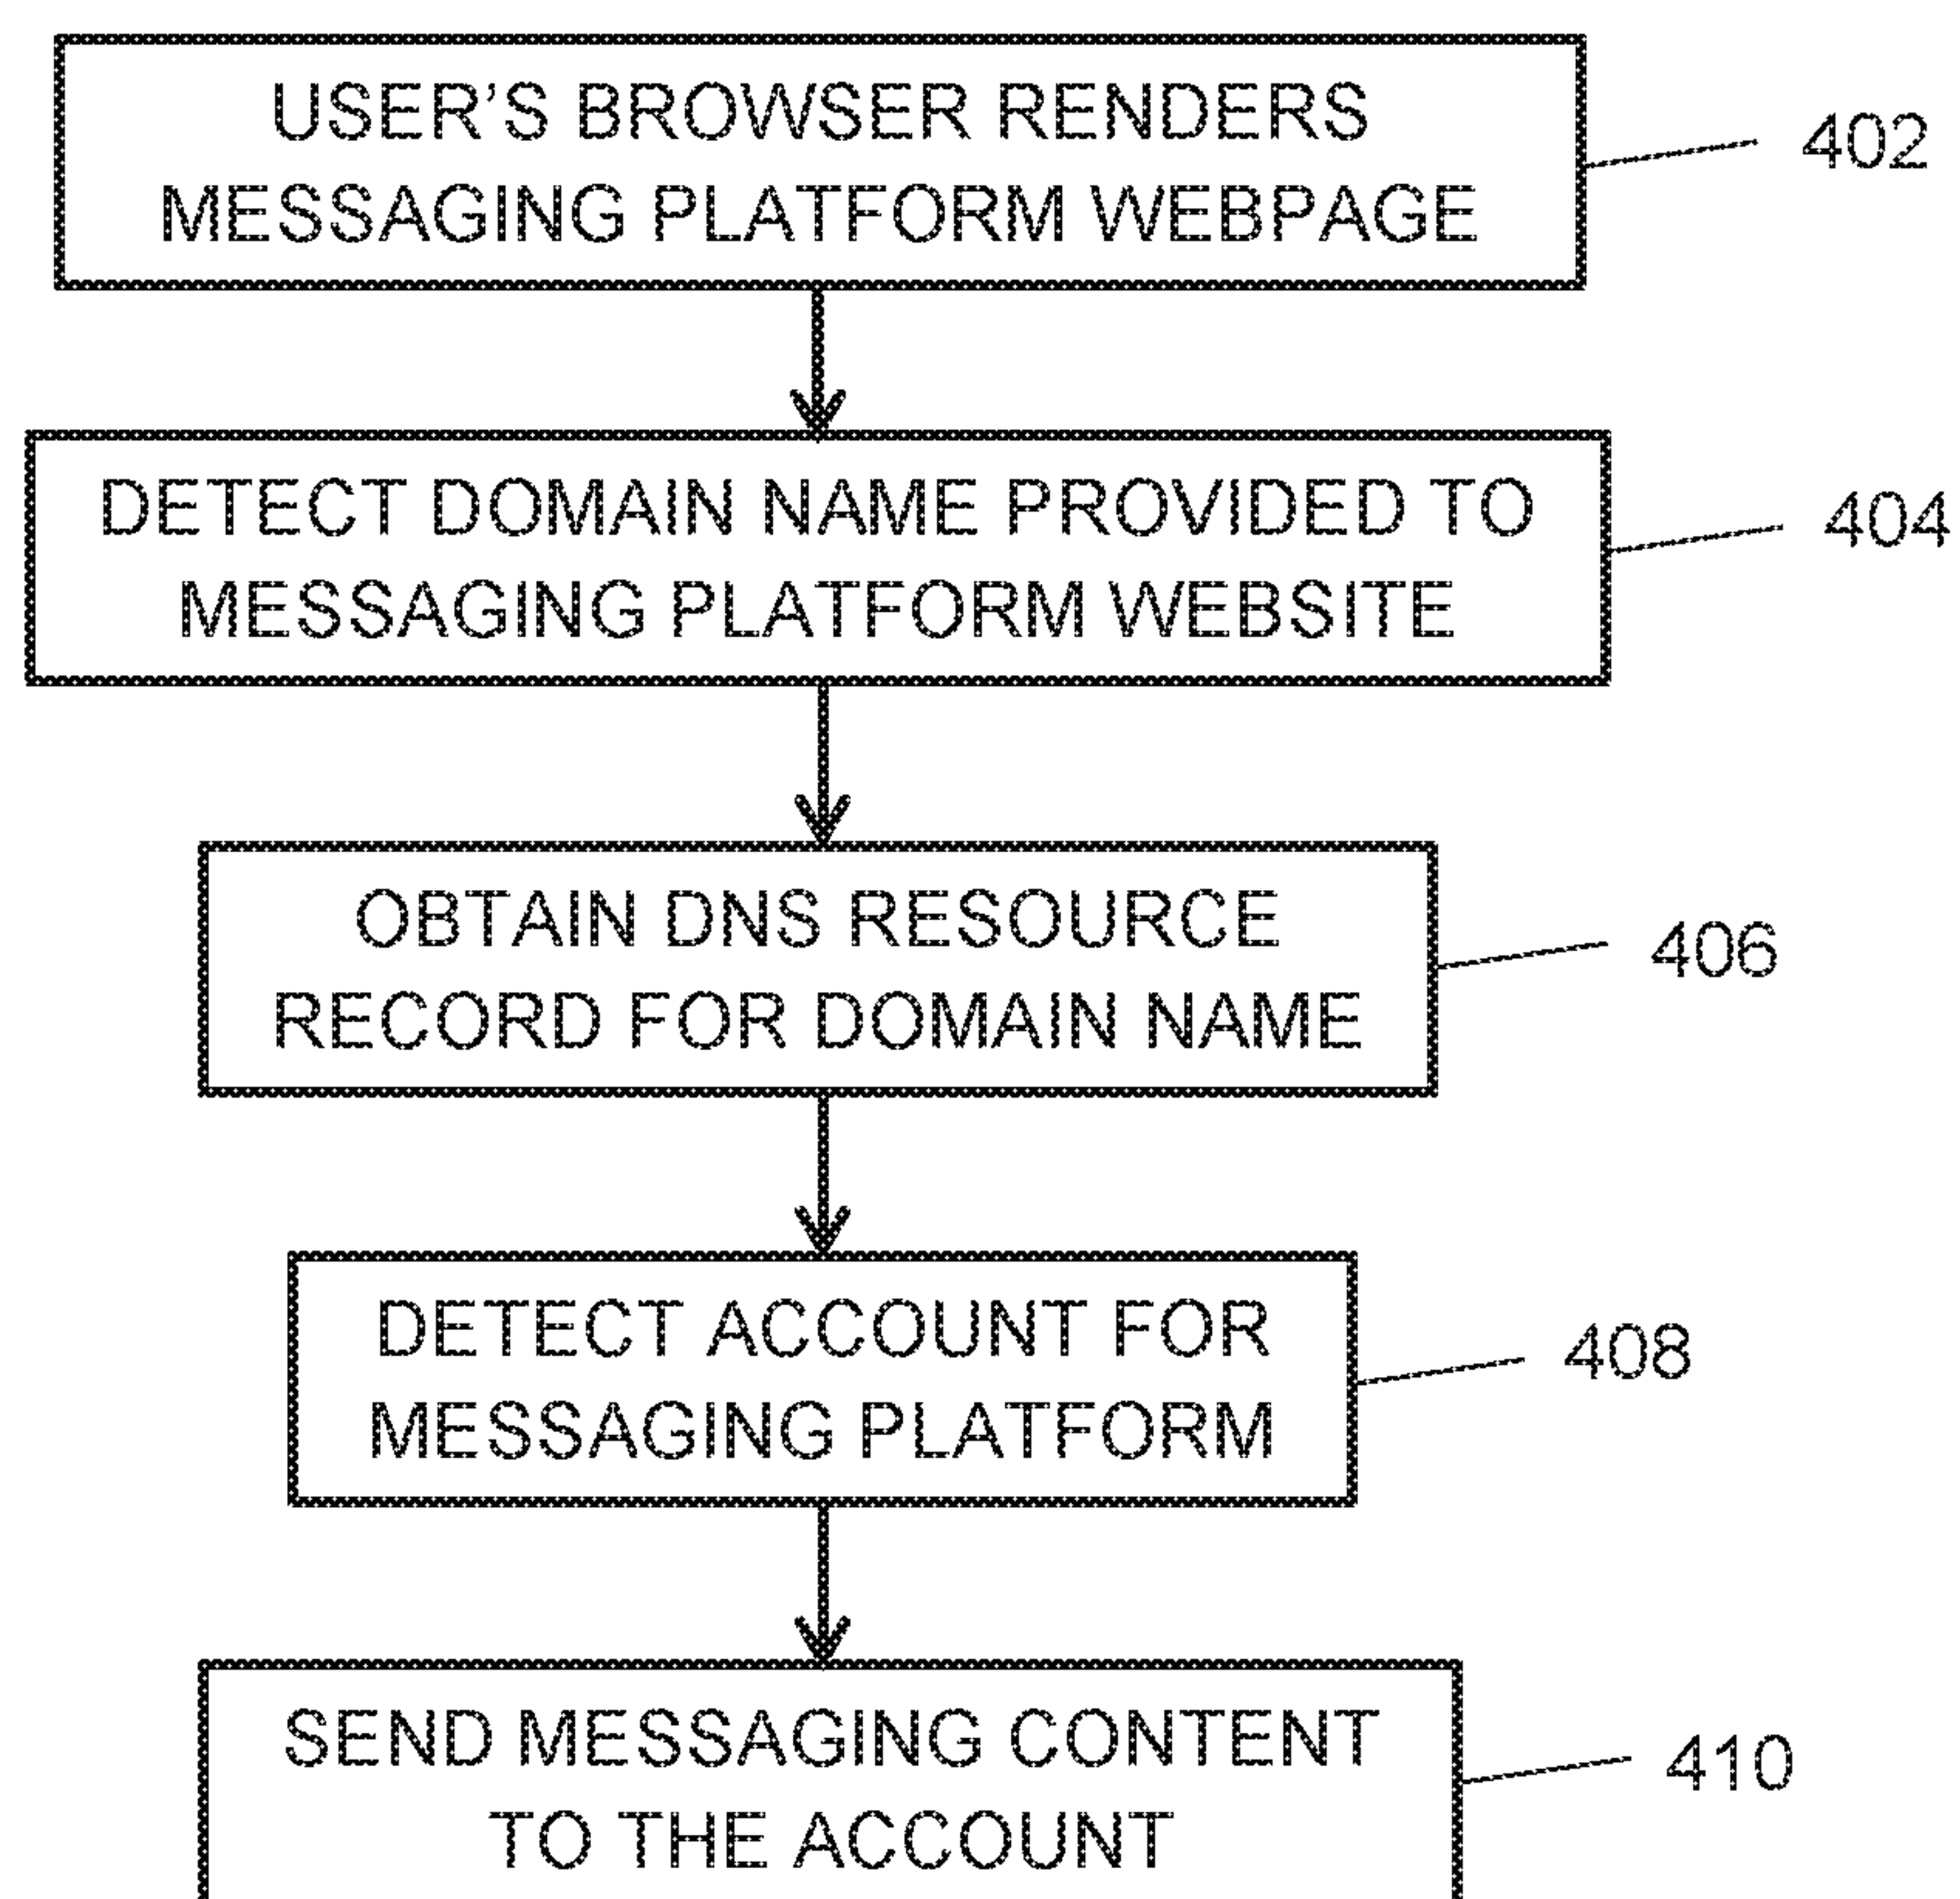 USER'S BROWSER RENDERS
MESSAGING PLATFORM WEBPAGE
402
DETECT DOMAIN NAME PROVIDED TO
MESSAGING PLATFORM WEBSITE
404
OBTAIN DNS RESOURCE
RECORD FOR DOMAIN NAME
406
DETECT ACCOUNT FOR
MESSAGING PLATFORM
408
SEND MESSAGING CONTENT
TO THE ACCOUNT
410